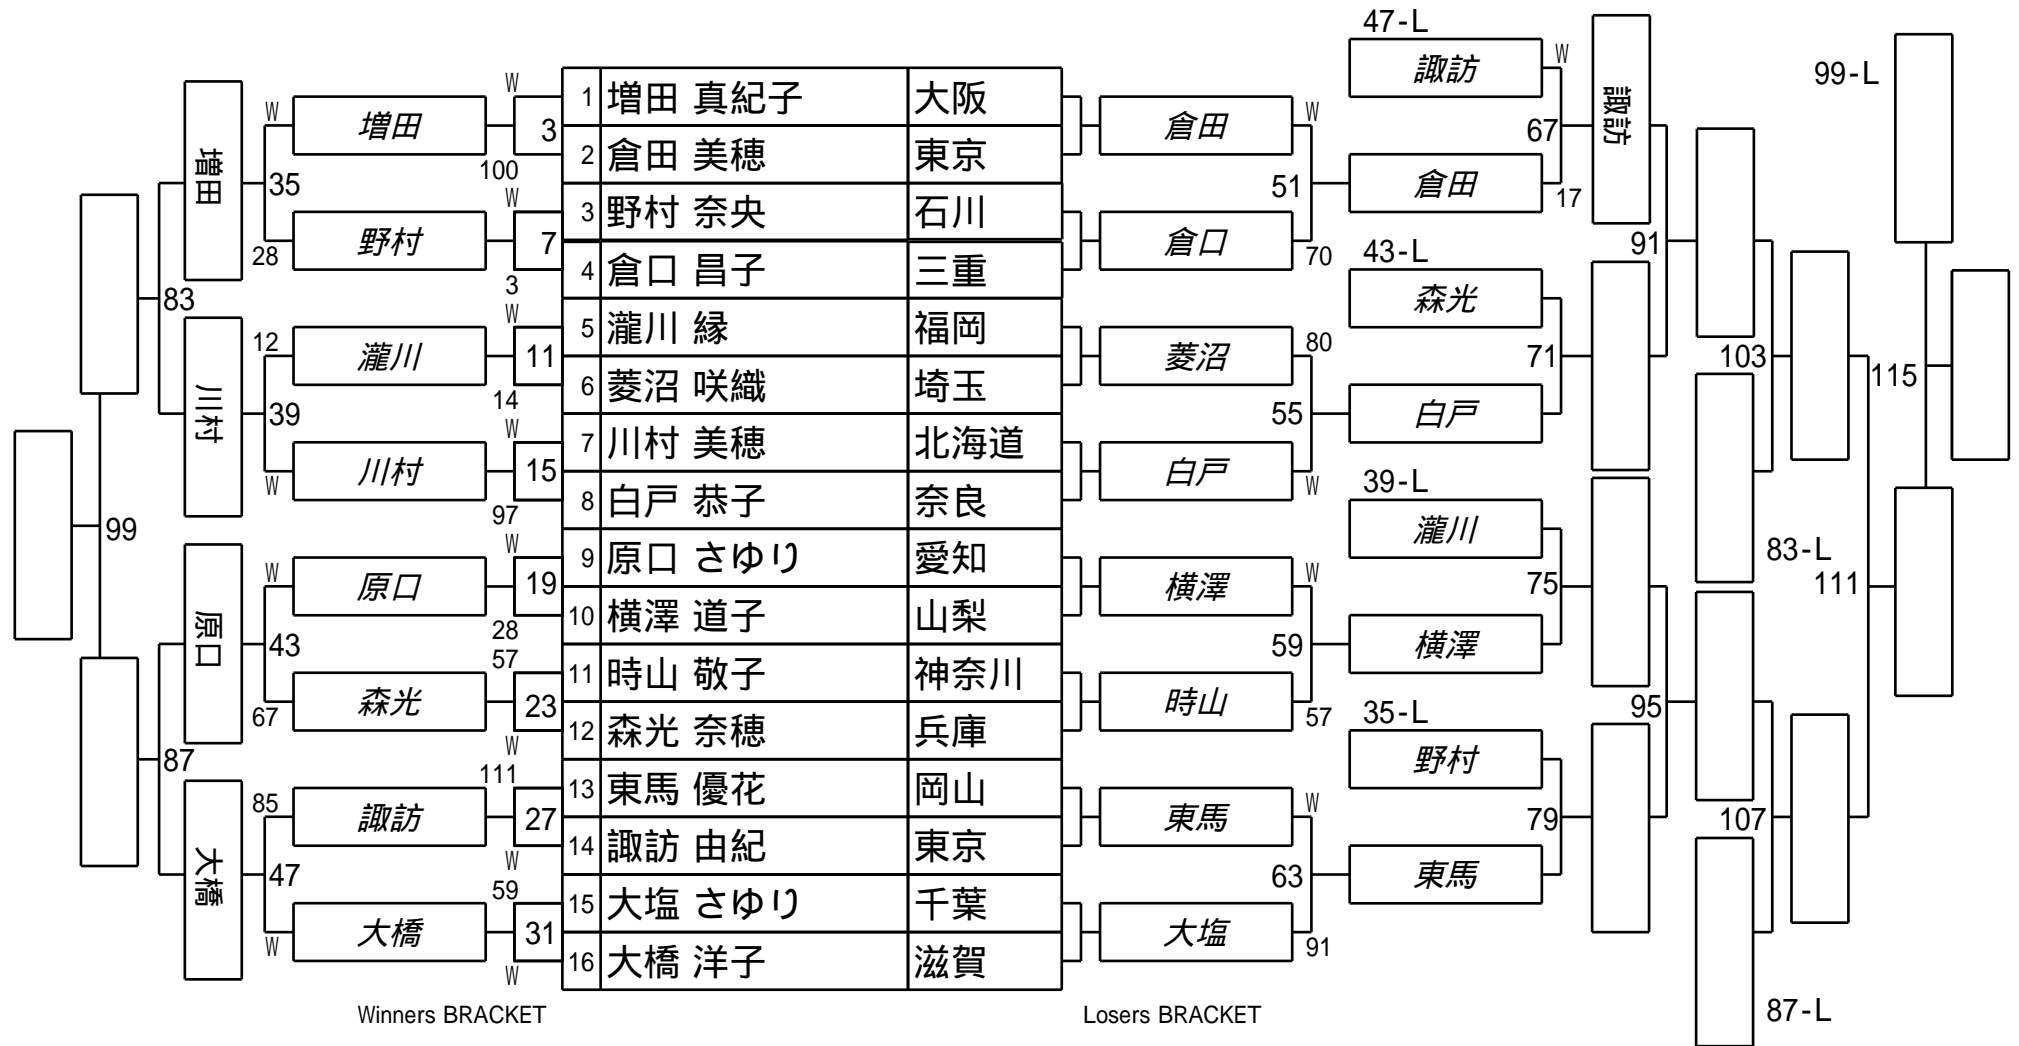 47-L
諏訪
W
67
倉田
17
諏訪
99-L
増田
W
35
増田
28
野村
W
3
100
W
7
3
1 増田 真紀子 大阪
2 倉田 美穂 東京
3 野村 奈央 石川
4 倉口 昌子 三重
5 瀧川 縁 福岡
6 菱沼 咲織 埼玉
7 川村 美穂 北海道
8 白戸 恭子 奈良
9 原口 さゆり 愛知
10 横澤 道子 山梨
11 時山 敬子 神奈川
12 森光 奈穂 兵庫
13 東馬 優花 岡山
14 諏訪 由紀 東京
15 大塩 さゆり 千葉
16 大橋 洋子 滋賀
倉田
W
51
倉口
70
43-L
森光
71
白戸
91
83
川村
12
39
瀧川
W
川村
W
11
14
W
15
97
菱沼
80
55
白戸
W
39-L
瀧川
75
横澤
103
83-L
115
111
99
原口
W
43
原口
67
森光
W
19
28
57
23
W
横澤
W
59
時山
57
35-L
野村
79
東馬
95
107
87
大橋
85
47
諏訪
W
大橋
111
27
W
59
31
W
東馬
W
63
大塩
91
87-L
Winners BRACKET
Losers BRACKET